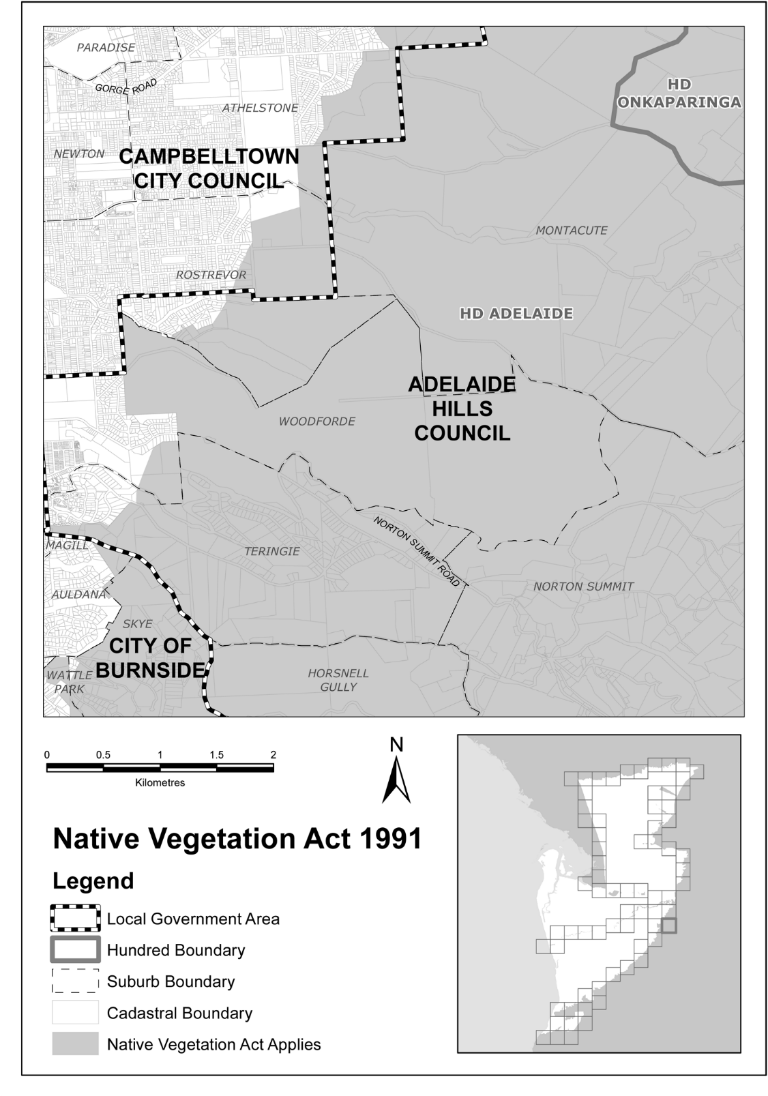 PARADISE
GORGE ROAD
ATHELSTONE
HD
ONKAPARINGA
NEWTON
CAMPBELLTOWN
CITY COUNCIL
MONTACUTE
ROSTREVOR
HD ADELAIDE
ADELAIDE
HILLS
COUNCIL
WOODFORDE
NORTON SUMMIT ROAD
MAGILL
TERINGIE
NORTON SUMMIT
AULDANA
SKYE
CITY OF
BURNSIDE
WATTLE
PARK
HORSNELL
GULLY
0 0.5 1 1.5 2
Kilometres
N
Native Vegetation Act 1991
Legend
Local Government Area
Hundred Boundary
Suburb Boundary
Cadastral Boundary
Native Vegetation Act Applies